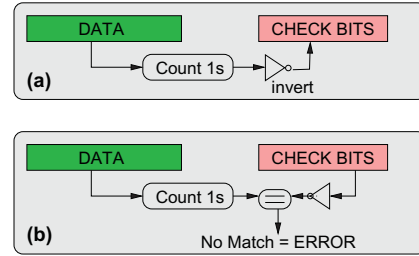 DATA CHECK BITS
Count 1s
(a) invert
DATA CHECK BITS
Count 1s
(b)
No Match = ERROR